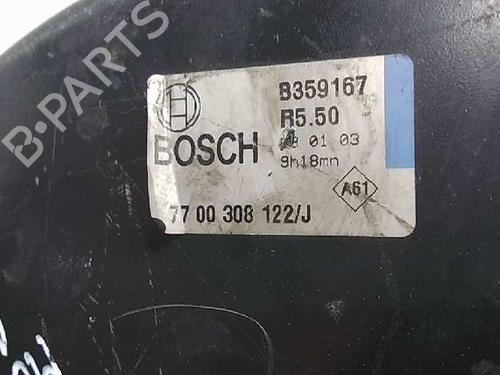 B-PARTS
BOSCH
B359167
R5.50
01 03
9h18mn
A61
77 00 308 122/J